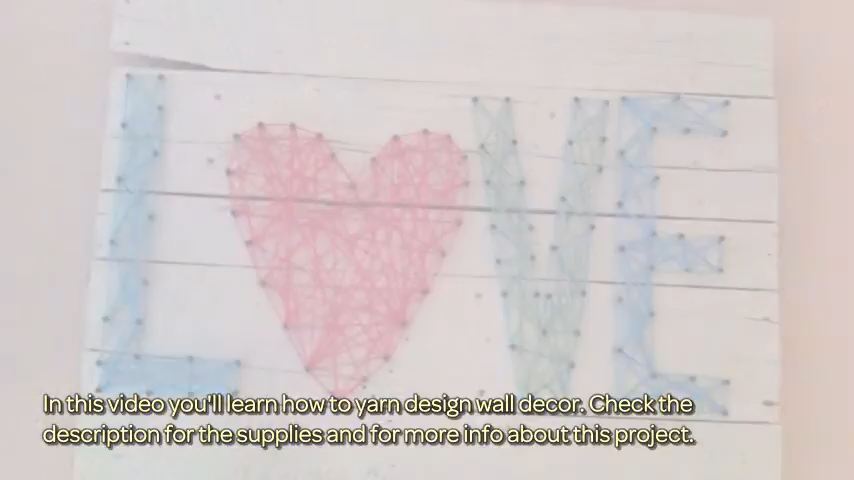 L VE
In this video you'll learn how to yarn design wall decor. Check the
description for the supplies and for more info about this project.